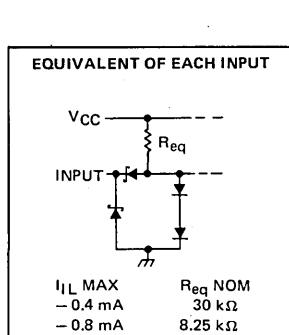 EQUIVALENT OF EACH INPUT
VCC
Req
INPUT
IIL MAX Req NOM
– 0.4 mA 30 kΩ
– 0.8 mA 8.25 kΩ